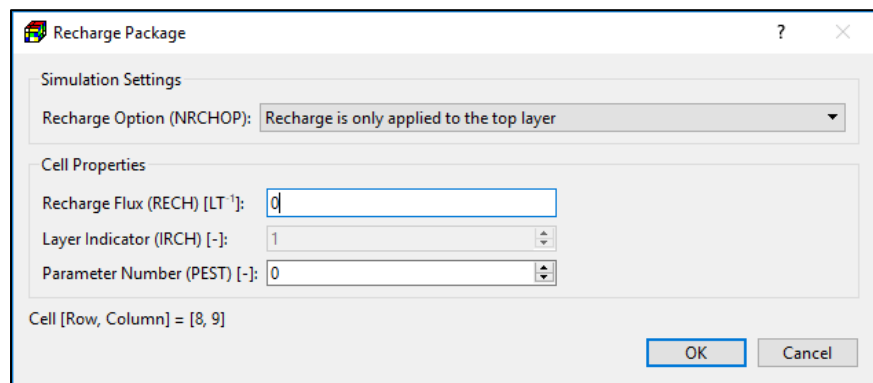 Recharge Package
?
Simulation Settings
Recharge Option (NRCHOP): Recharge is only applied to the top layer
Cell Properties
Recharge Flux (RECH) [LT⁻¹]: 0
Layer Indicator (IRCH) [-]: 1
Parameter Number (PEST) [-]: 0
Cell [Row, Column] = [8, 9]
OK Cancel